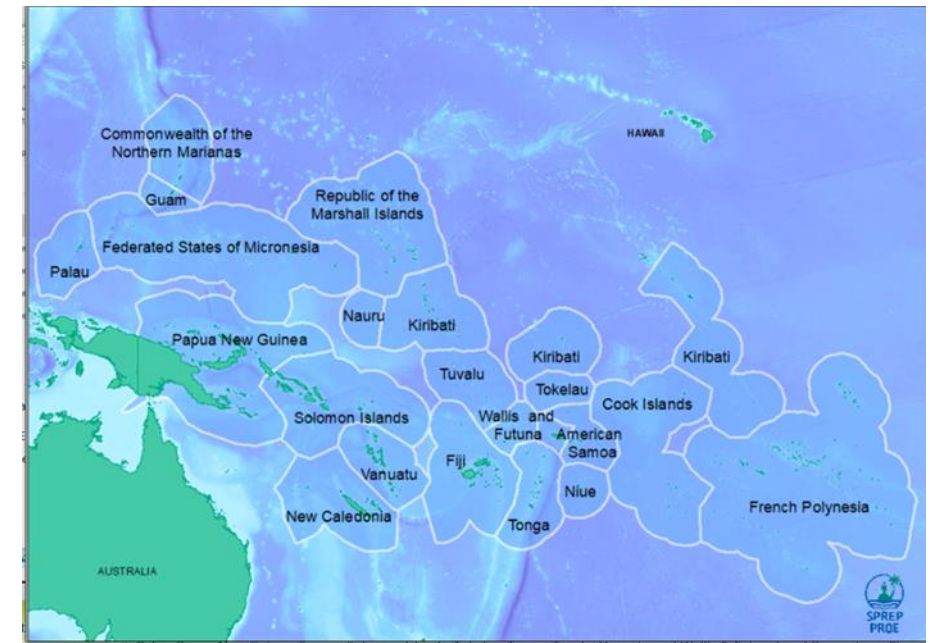 Commonwealth of the
Northern Marianas
HAWAII
Guam
Republic of the
Marshall Islands
Federated States of Micronesia
Palau
Nauru
Kiribati
Papua New Guinea
Kiribati
Kiribati
Tuvalu
Tokelau
Cook Islands
Solomon Islands
Wallis and
Futuna
American
Samoa
Fiji
Vanuatu
Niue
New Caledonia
Tonga
French Polynesia
AUSTRALIA
SPREP
PROE